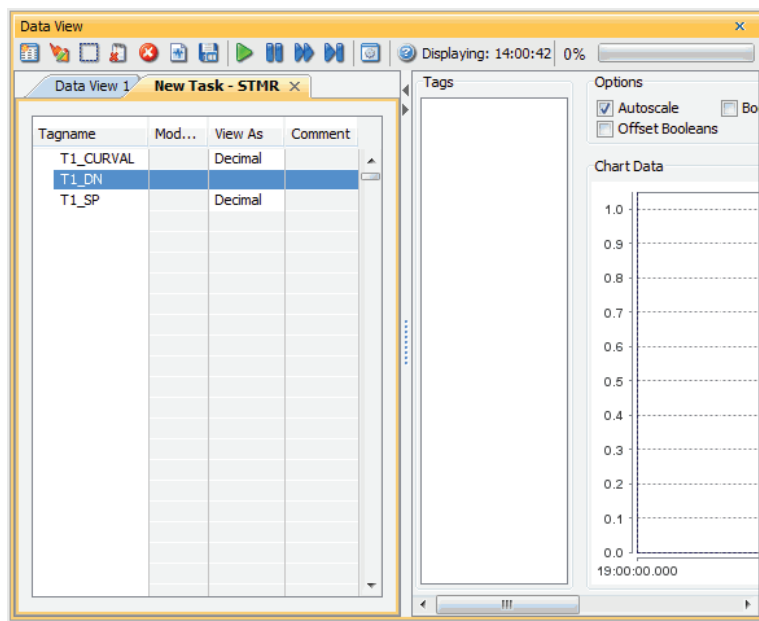 Data View
Displaying: 14:00:42 0%
Data View 1 New Task - STMR
Tagname Mod... View As Comment
T1_CURVAL Decimal
T1_DN
T1_SP Decimal
Tags
Options
Autoscale Bo
Offset Booleans
Chart Data
1.0
0.9
0.8
0.7
0.6
0.5
0.4
0.3
0.2
0.1
0.0
19:00:00.000